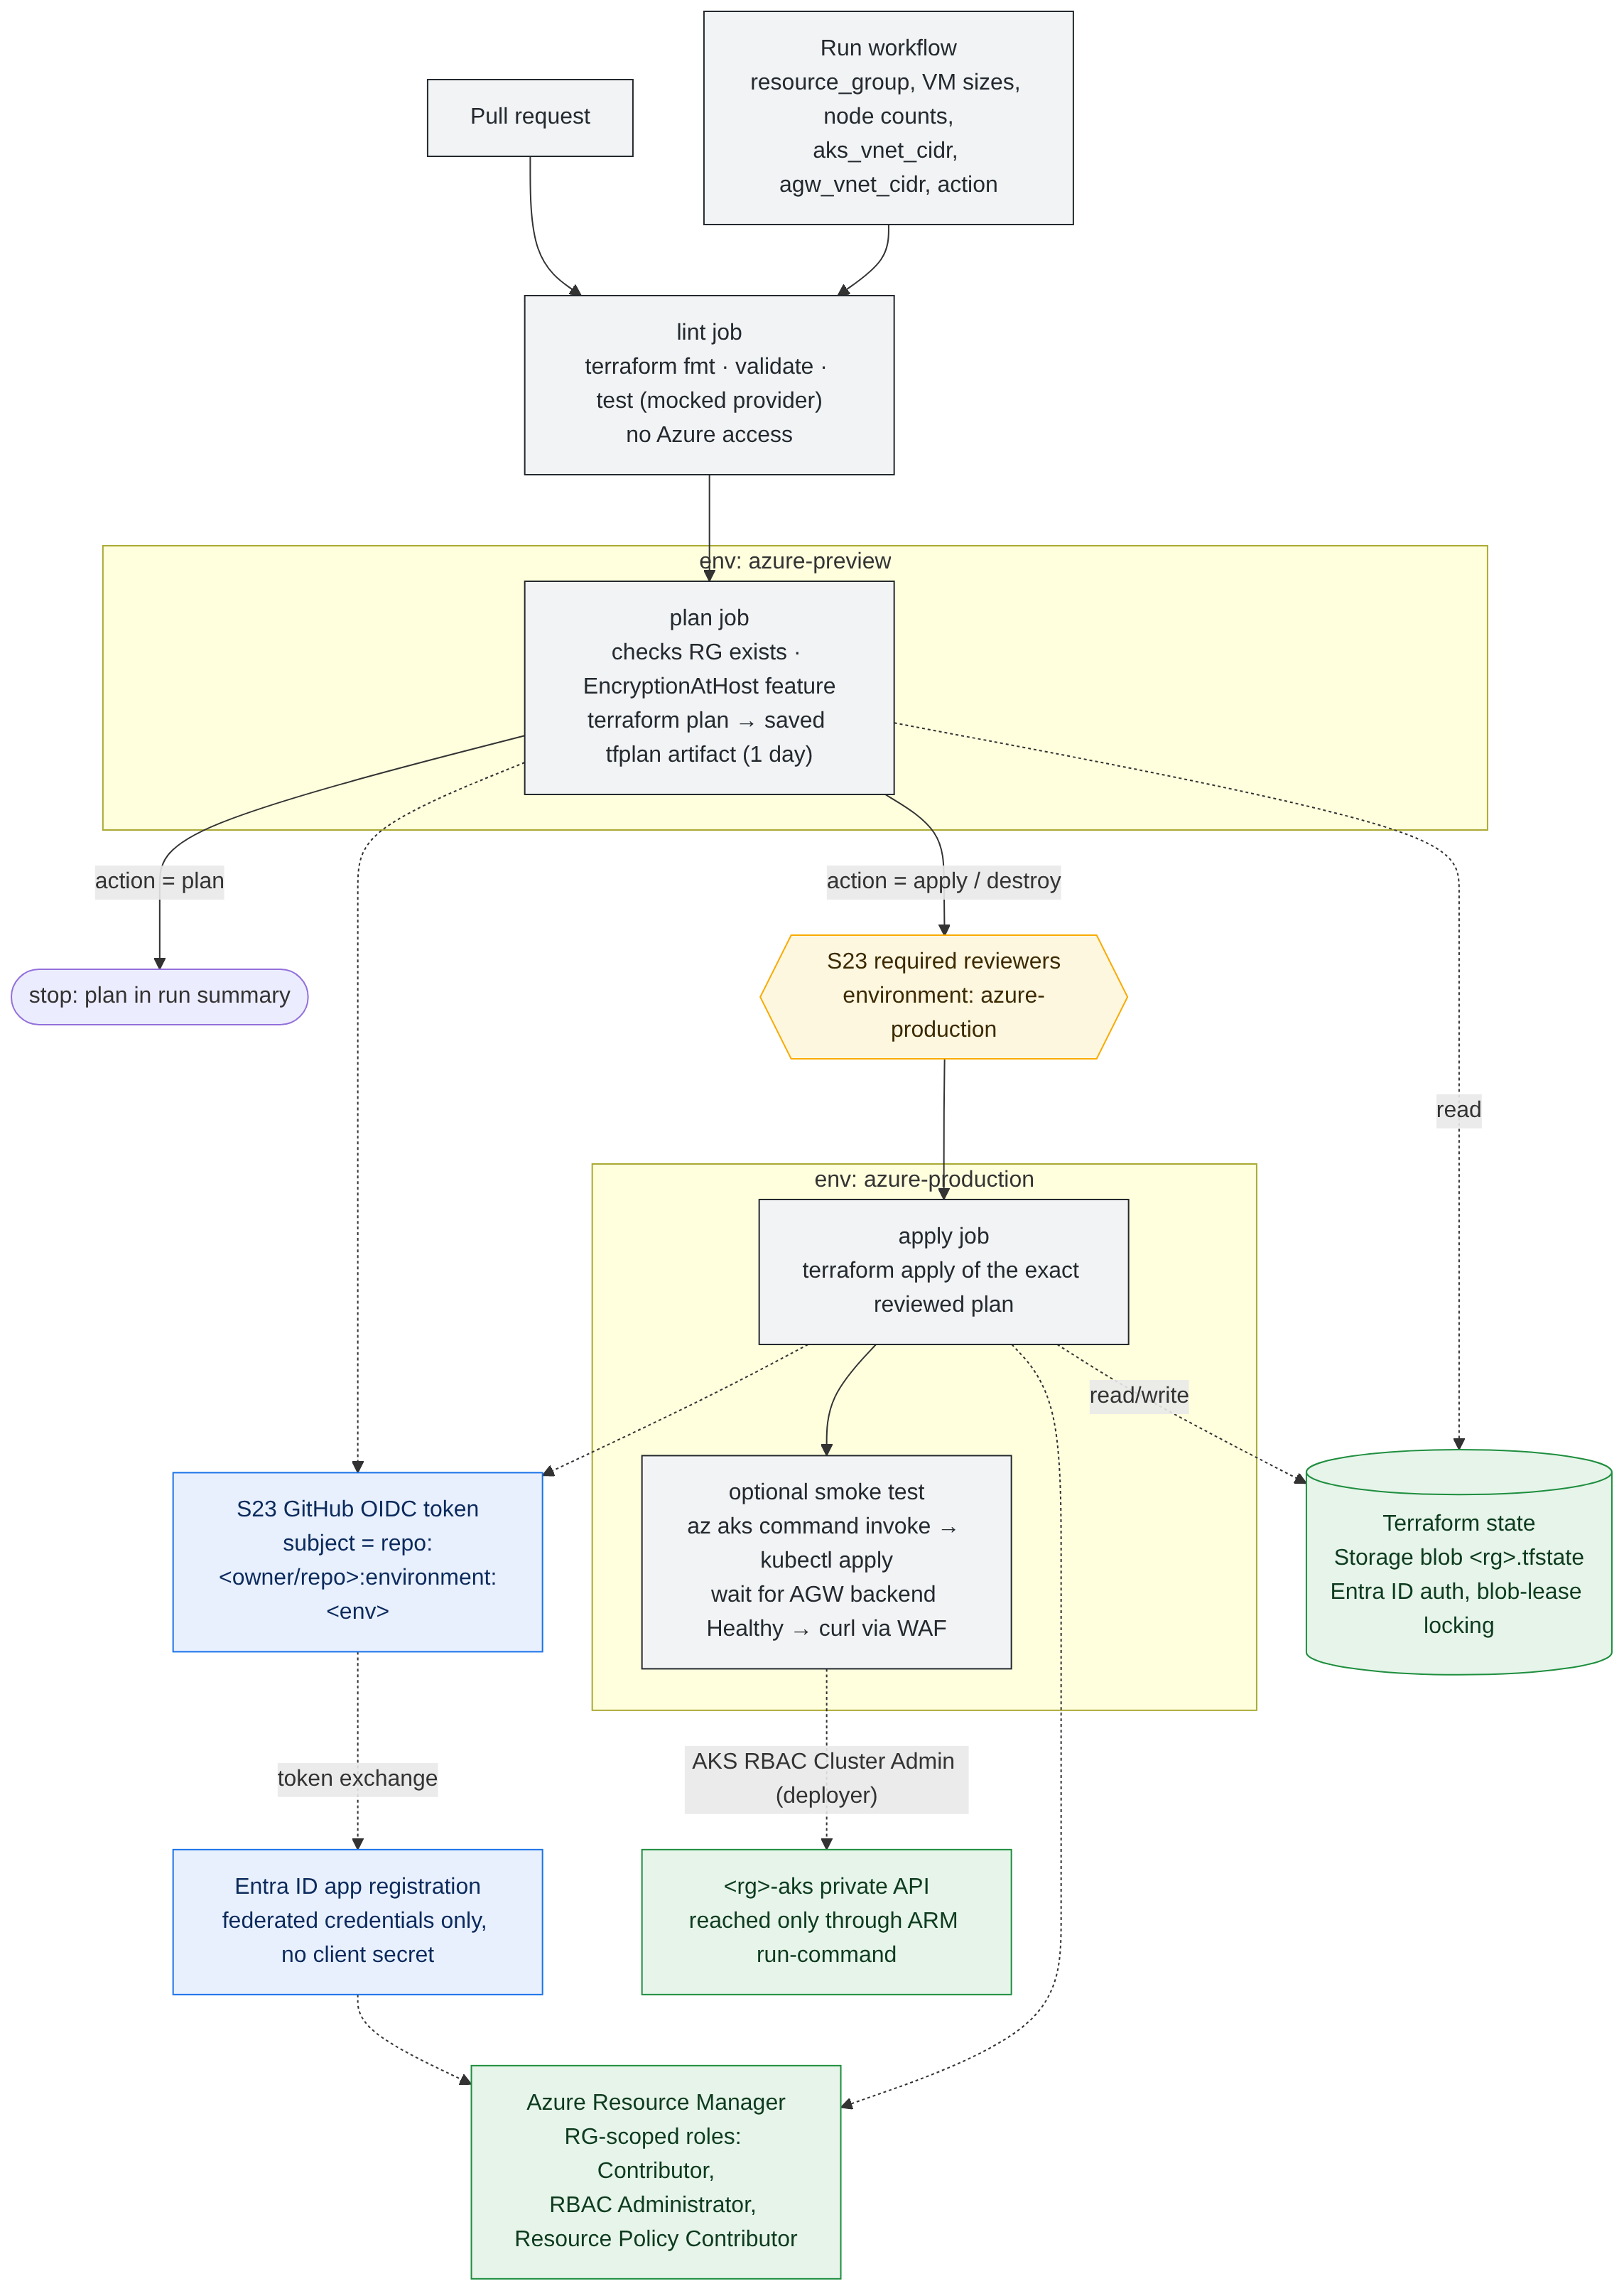 Run workflow
resource_group, VM sizes,
node counts,
aks_vnet_cidr,
agw_vnet_cidr, action
Pull request
lint job
terraform fmt · validate ·
test (mocked provider)
no Azure access
env: azure-preview
plan job
checks RG exists ·
EncryptionAtHost feature
terraform plan → saved
tfplan artifact (1 day)
action = plan
action = apply / destroy
stop: plan in run summary
S23 required reviewers
environment: azure-
production
read
env: azure-production
apply job
terraform apply of the exact
reviewed plan
read/write
S23 GitHub OIDC token
subject = repo:
<owner/repo>:environment:
<env>
optional smoke test
az aks command invoke →
kubectl apply
wait for AGW backend
Healthy → curl via WAF
Terraform state
Storage blob <rg>.tfstate
Entra ID auth, blob-lease
locking
token exchange
AKS RBAC Cluster Admin
(deployer)
Entra ID app registration
federated credentials only,
no client secret
<rg>-aks private API
reached only through ARM
run-command
Azure Resource Manager
RG-scoped roles:
Contributor,
RBAC Administrator,
Resource Policy Contributor